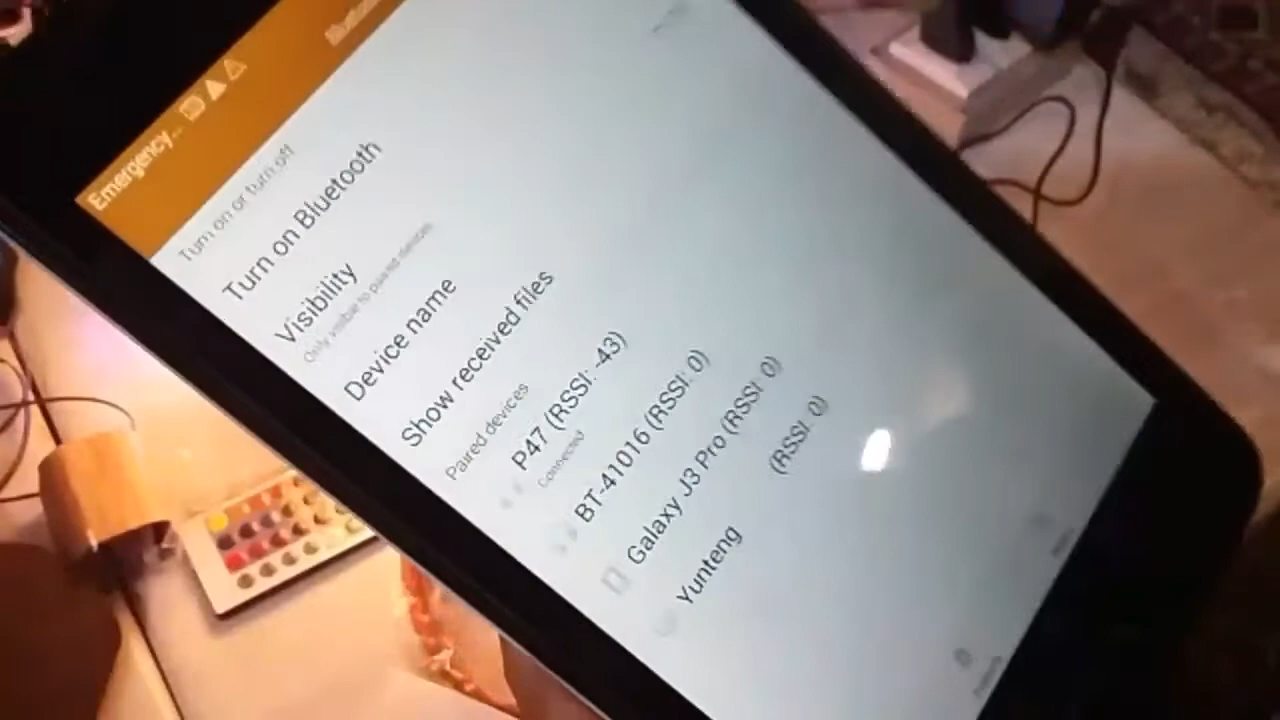 Emergency...
Turn on or turn off
Turn on Bluetooth
Visibility
Only visible to paired devices
Device name
Show received files
Paired devices
P47 (RSSI: -43)
Connected
BT-41016 (RSSI: 0)
Galaxy J3 Pro (RSSI: 0)
Yunteng (RSSI: 0)